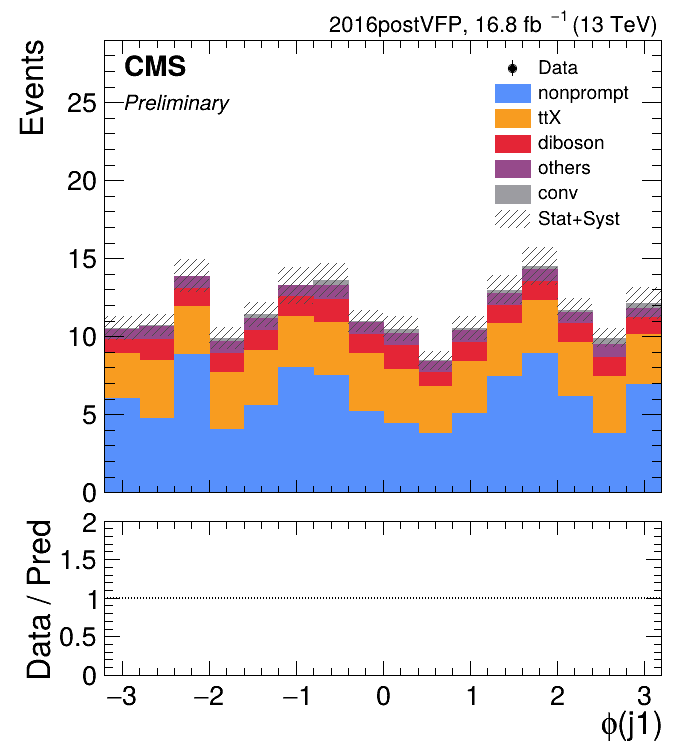 2016postVFP, 16.8 fb⁻¹ (13 TeV)
CMS
Preliminary
Events
Data
nonprompt
ttX
diboson
others
conv
Stat+Syst
25
20
15
10
5
0
Data / Pred
2
1.5
1
0.5
0
−3 −2 −1 0 1 2 3
ϕ(j1)